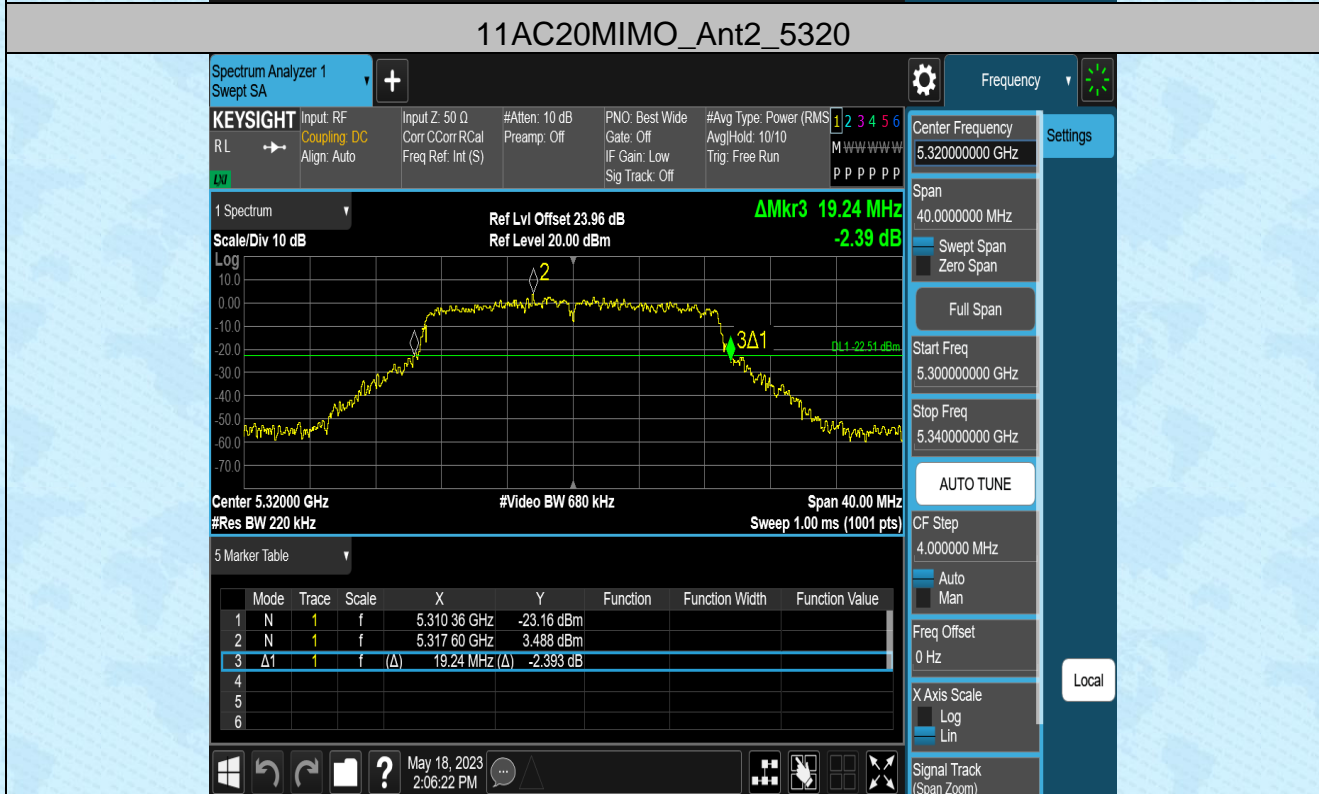 11AC20MIMO_Ant2_5320
Spectrum Analyzer 1
Swept SA
Frequency
KEYSIGHT
RL
LXI
Input: RF
Coupling: DC
Align: Auto
Input Z: 50 Ω
Corr CCorr RCal
Freq Ref: Int (S)
#Atten: 10 dB
Preamp: Off
PNO: Best Wide
Gate: Off
IF Gain: Low
Sig Track: Off
#Avg Type: Power (RMS
Avg|Hold: 10/10
Trig: Free Run
1 2 3 4 5 6
M W W W W W
P P P P P P
1 Spectrum
Scale/Div 10 dB
Ref Lvl Offset 23.96 dB
Ref Level 20.00 dBm
ΔMkr3 19.24 MHz
-2.39 dB
Log
10.0
0.00
-10.0
-20.0
-30.0
-40.0
-50.0
-60.0
-70.0
2
3Δ1
DL1 -22.51 dBm
Center 5.32000 GHz
#Res BW 220 kHz
#Video BW 680 kHz
Span 40.00 MHz
Sweep 1.00 ms (1001 pts)
5 Marker Table
Mode Trace Scale X Y Function Function Width Function Value
1 N 1 f 5.310 36 GHz -23.16 dBm
2 N 1 f 5.317 60 GHz 3.488 dBm
3 Δ1 1 f (Δ) 19.24 MHz (Δ) -2.393 dB
4
5
6
May 18, 2023
2:06:22 PM
?
Center Frequency
5.320000000 GHz
Settings
Span
40.0000000 MHz
Swept Span
Zero Span
Full Span
Start Freq
5.300000000 GHz
Stop Freq
5.340000000 GHz
AUTO TUNE
CF Step
4.000000 MHz
Auto
Man
Freq Offset
0 Hz
X Axis Scale
Log
Lin
Local
Signal Track
(Span Zoom)